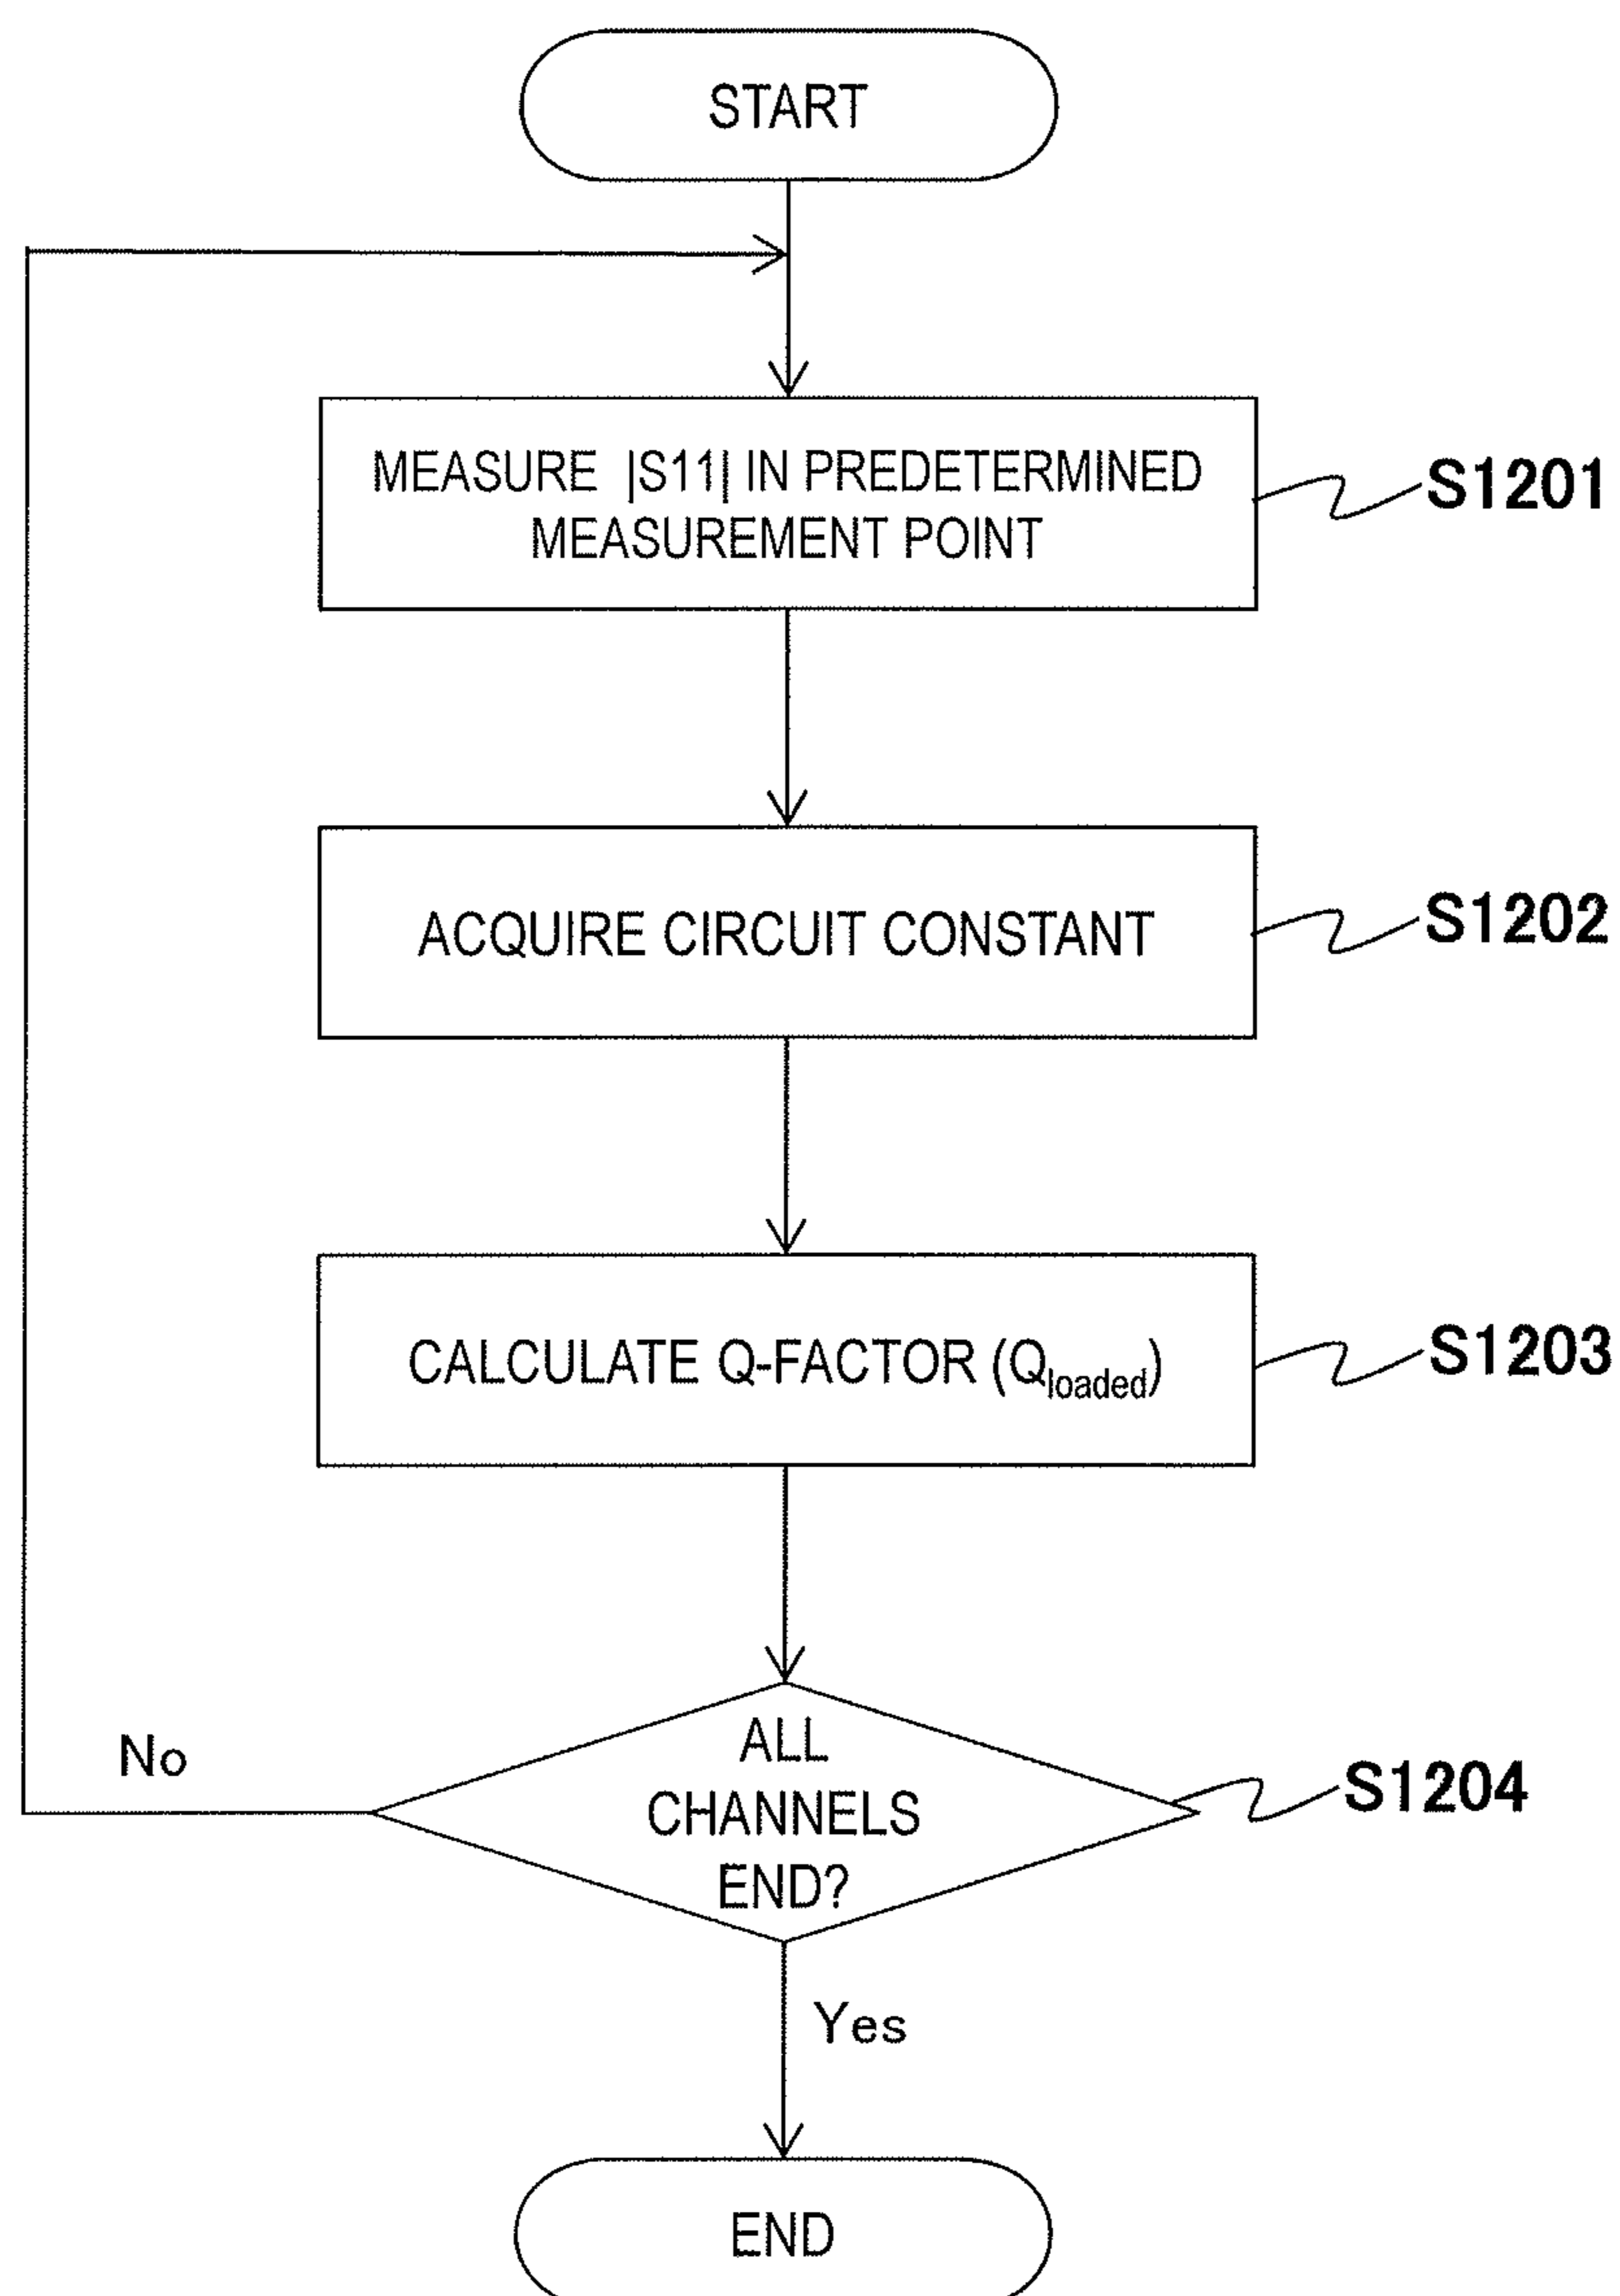 START
MEASURE |S11| IN PREDETERMINED
MEASUREMENT POINT
S1201
ACQUIRE CIRCUIT CONSTANT
S1202
CALCULATE Q-FACTOR (Qloaded)
S1203
ALL
CHANNELS
END?
S1204
No
Yes
END